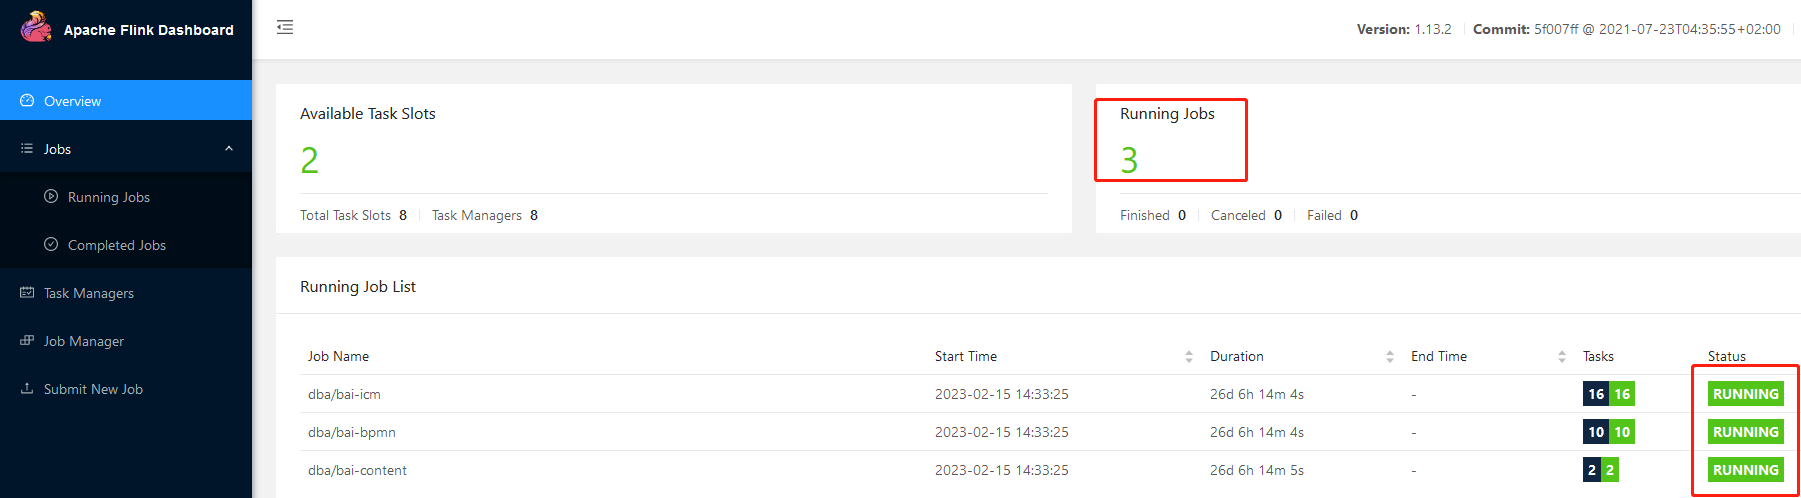 Apache Flink Dashboard
Version: 1.13.2 Commit: 5f007ff @ 2021-07-23T04:35:55+02:00
Overview
Jobs
Running Jobs
Completed Jobs
Task Managers
Job Manager
Submit New Job
Available Task Slots
2
Total Task Slots 8 Task Managers 8
Running Jobs
3
Finished 0 Canceled 0 Failed 0
Running Job List
Job Name Start Time Duration End Time Tasks Status
dba/bai-icm 2023-02-15 14:33:25 26d 6h 14m 4s - 16 16 RUNNING
dba/bai-bpmn 2023-02-15 14:33:25 26d 6h 14m 4s - 10 10 RUNNING
dba/bai-content 2023-02-15 14:33:25 26d 6h 14m 5s - 2 2 RUNNING